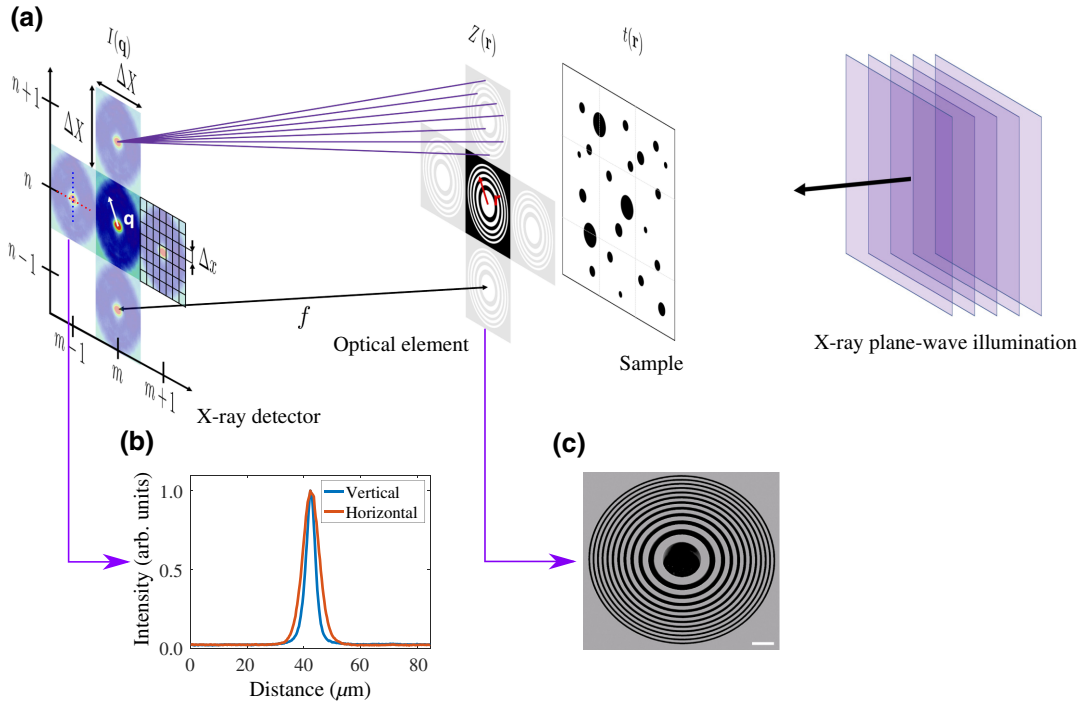 (a)
I(q)
ΔX
ΔX
n+1
n
n−1
q
Δx
m−1
m
m+1
X-ray detector
f
Z(r)
Optical element
t(r)
Sample
X-ray plane-wave illumination
(b)
Intensity (arb. units)
1.0
0.5
0.0
Vertical
Horizontal
0 20 40 60 80
Distance (μm)
(c)